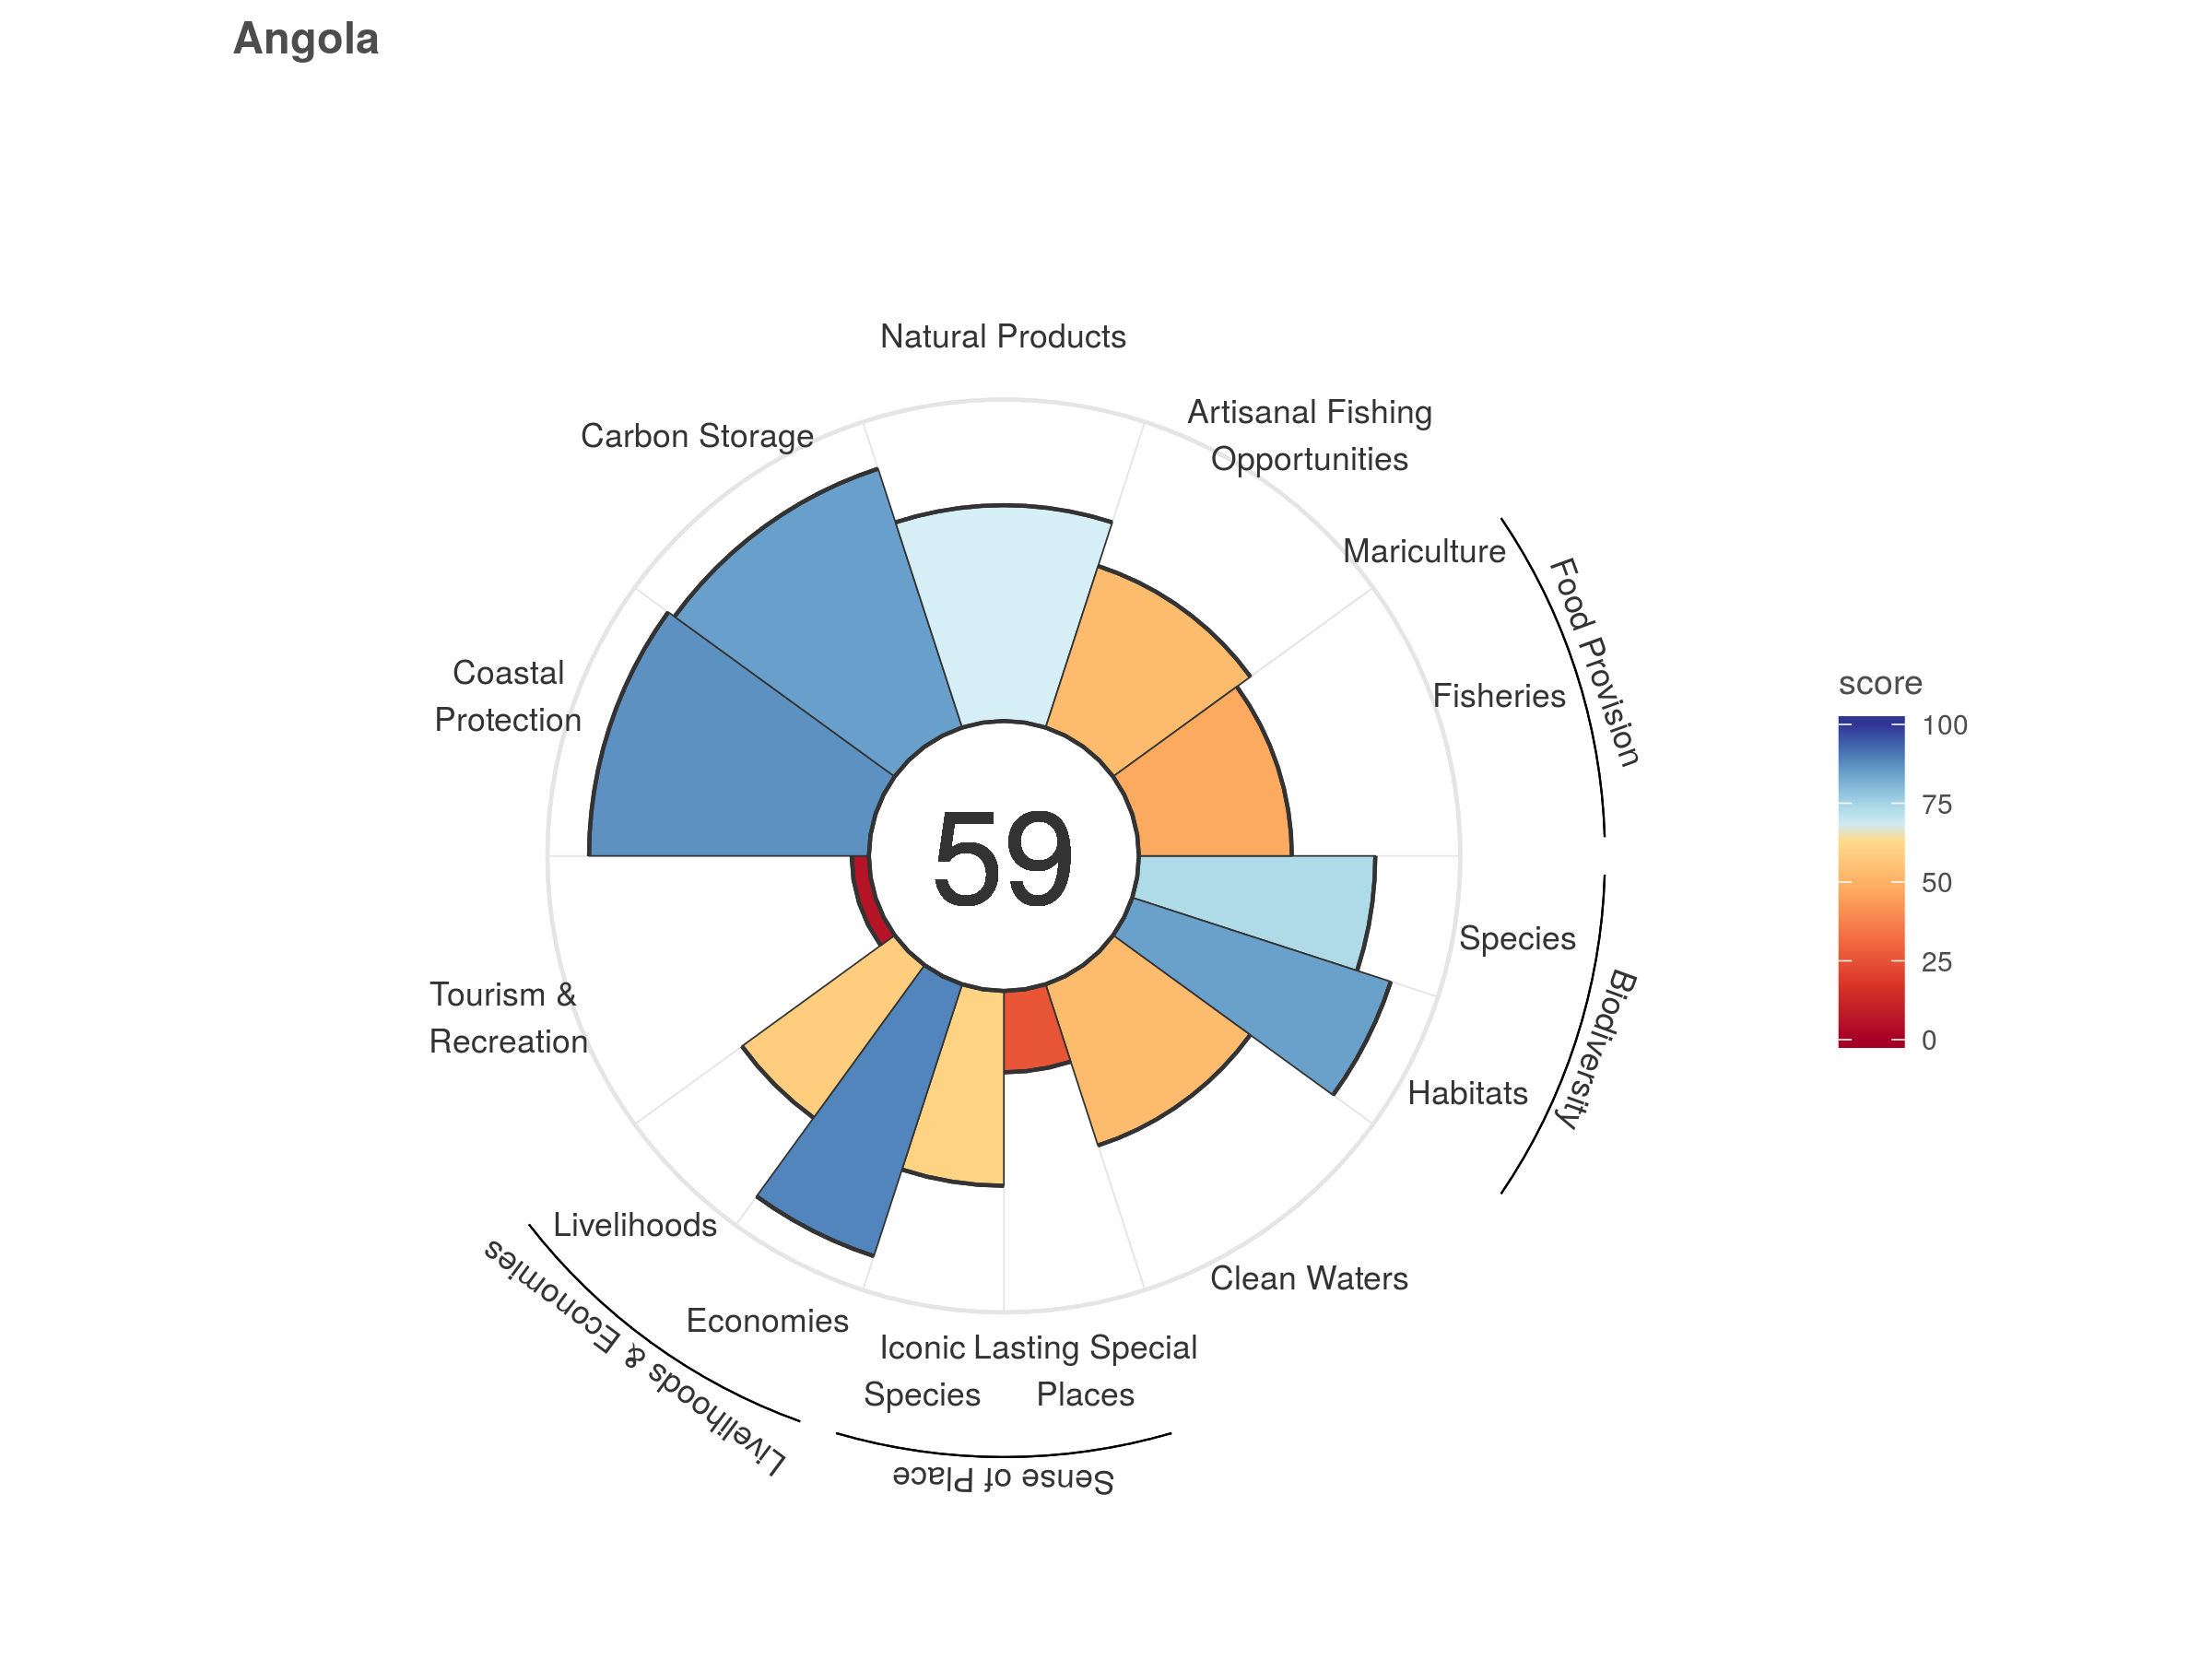 Angola
Natural Products
Artisanal Fishing
Opportunities
Carbon Storage
Mariculture
Food Provision
Fisheries
Coastal
Protection
score
100
75
50
25
0
59
Species
Biodiversity
Habitats
Tourism &
Recreation
Livelihoods
Clean Waters
Economies
Livelihoods & Economies
Iconic
Species
Lasting Special
Places
Sense of Place